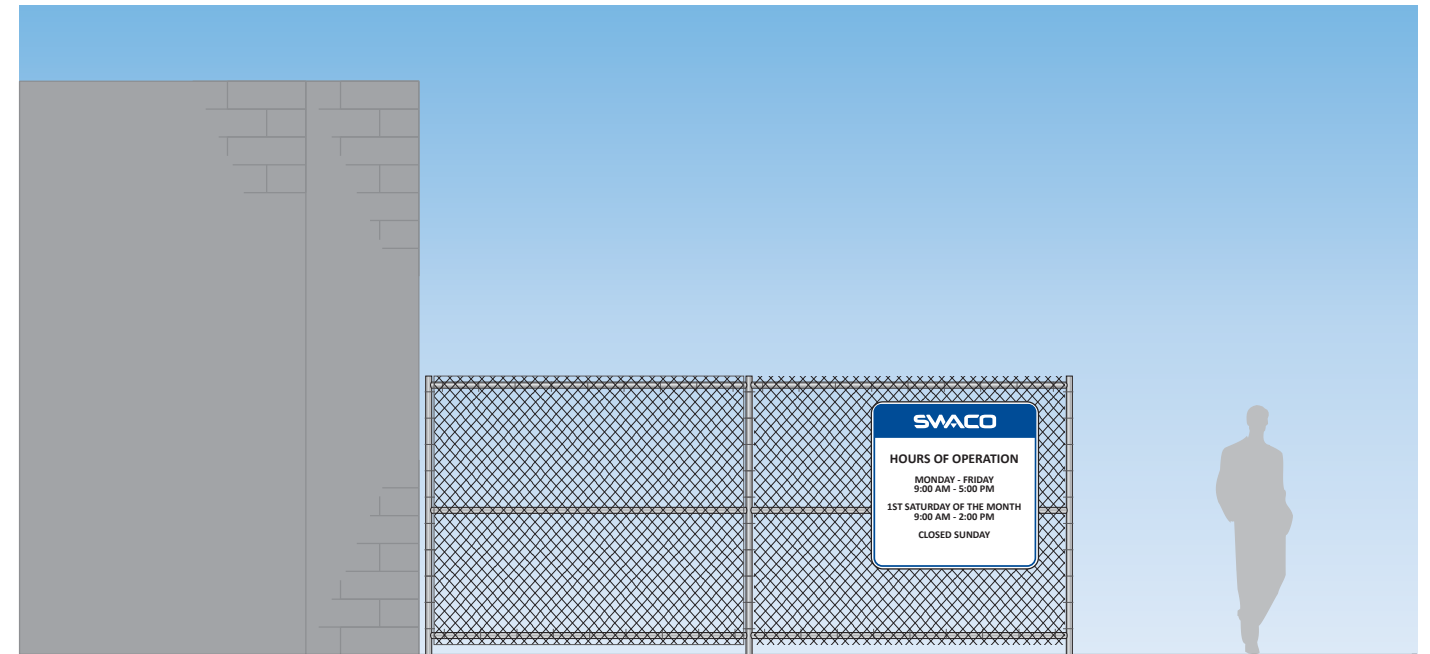 SWACO
HOURS OF OPERATION
MONDAY - FRIDAY
9:00 AM - 5:00 PM
1ST SATURDAY OF THE MONTH
9:00 AM - 2:00 PM
CLOSED SUNDAY